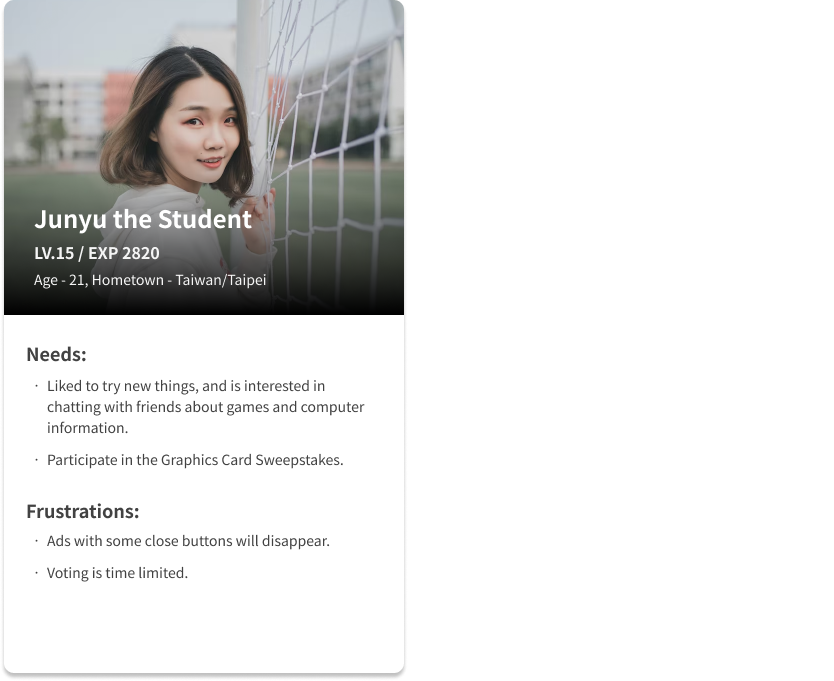 Junyu the Student
LV.15 / EXP 2820
Age - 21, Hometown - Taiwan/Taipei
Needs:
· Liked to try new things, and is interested in
chatting with friends about games and computer
information.
· Participate in the Graphics Card Sweepstakes.
Frustrations:
· Ads with some close buttons will disappear.
· Voting is time limited.